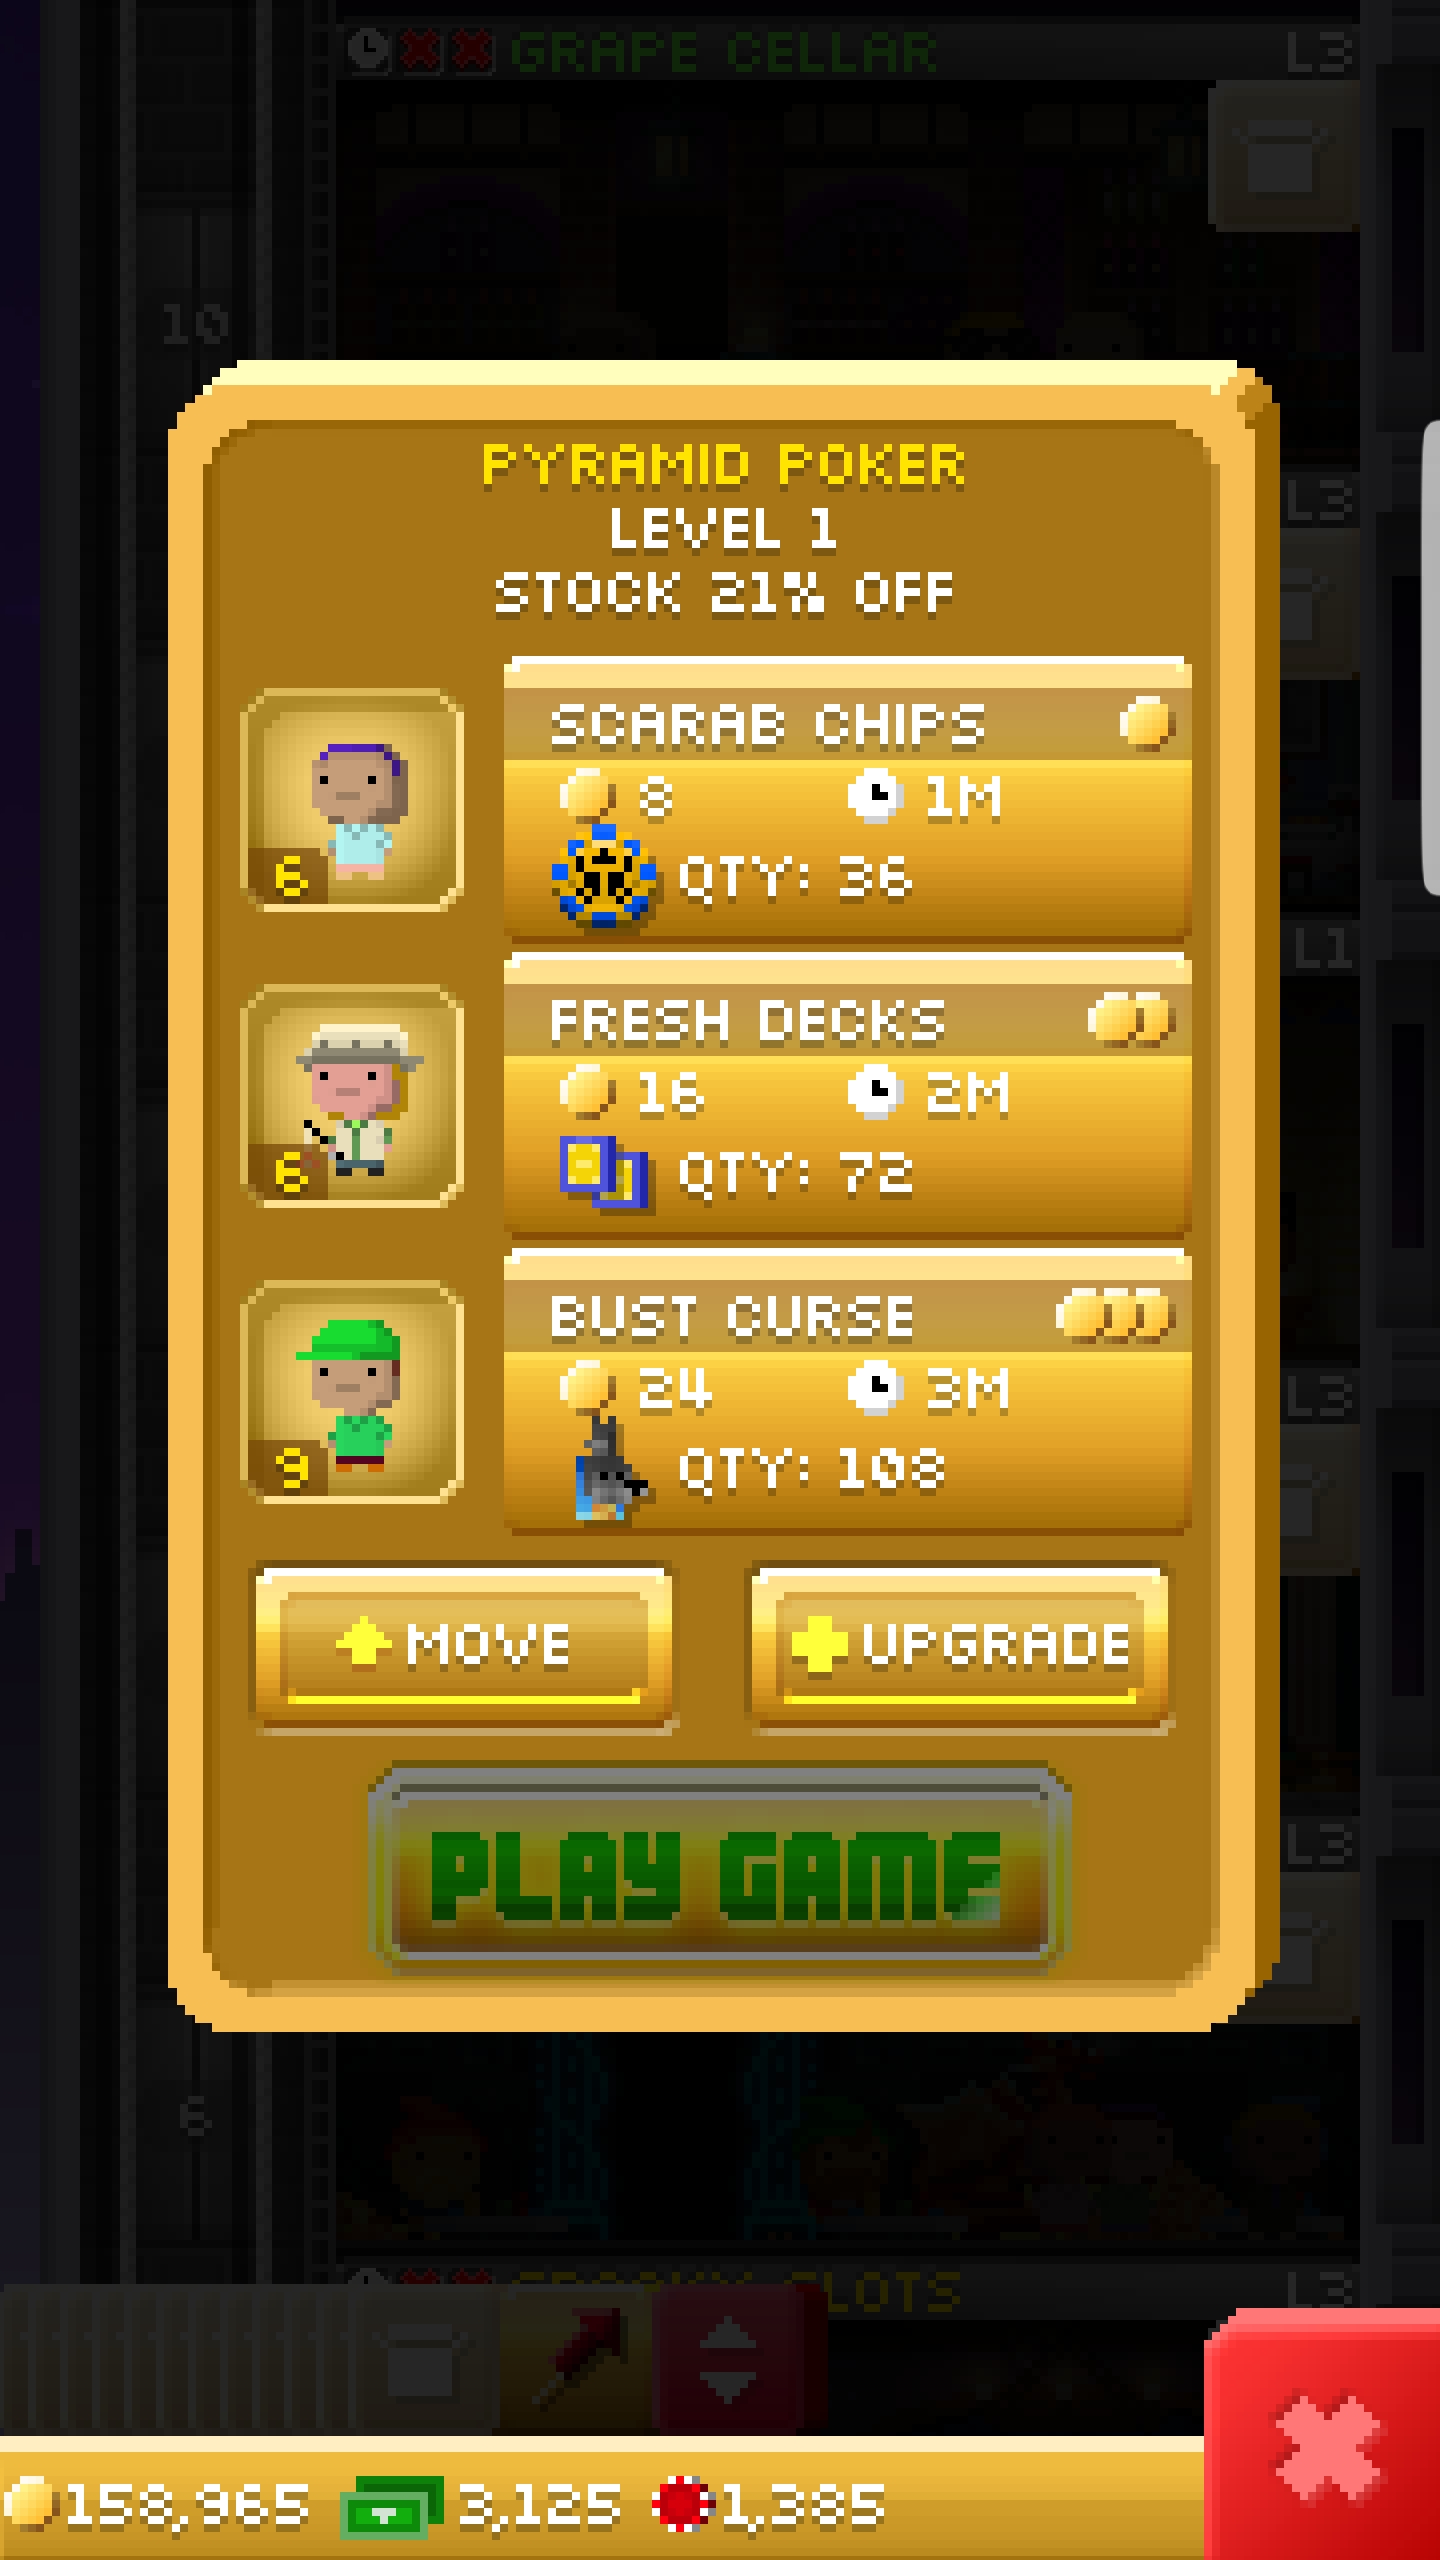 GRAPE CELLAR L3
10
PYRAMID POKER
LEVEL 1
STOCK 21% OFF
L3
SCARAB CHIPS
8 1M
6 QTY: 36
L1
FRESH DECKS
16 2M
6 QTY: 72
BUST CURSE
24 3M
L3
9 QTY: 108
MOVE UPGRADE
L3
PLAY GAME
6
SLOTS L3
158,965 3,125 1,385